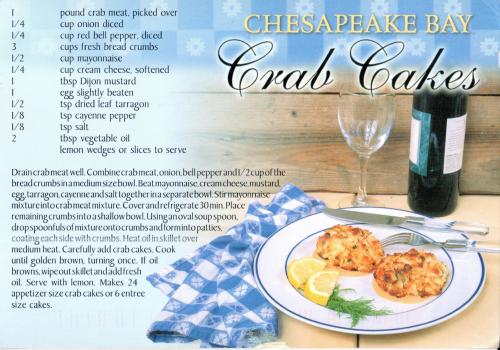 CHESAPEAKE BAY
Crab Cakes
1 pound crab meat, picked over
1/4 cup onion diced
1/4 cup red bell pepper, diced
3 cups fresh bread crumbs
1/2 cup mayonnaise
1/4 cup cream cheese, softened
1 tbsp Dijon mustard
1 egg slightly beaten
1/2 tsp dried leaf tarragon
1/8 tsp cayenne pepper
1/8 tsp salt
2 tbsp vegetable oil
lemon wedges or slices to serve
Drain crab meat well. Combine crab meat, onion, bell pepper and 1/2 cup of the
bread crumbs in a medium size bowl. Beat mayonnaise, cream cheese, mustard,
egg, tarragon, cayenne and salt together in a separate bowl. Stir mayonnaise
mixture into crab meat mixture. Cover and refrigerate 30 min. Place
remaining crumbs into a shallow bowl. Using an oval soup spoon,
drop spoonfuls of mixture onto crumbs and form into patties,
coating each side with crumbs. Heat oil in skillet over
medium heat. Carefully add crab cakes. Cook
until golden brown, turning once. If oil
browns, wipe out skillet and add fresh
oil. Serve with lemon. Makes 24
appetizer size crab cakes or 6 entree
size cakes.